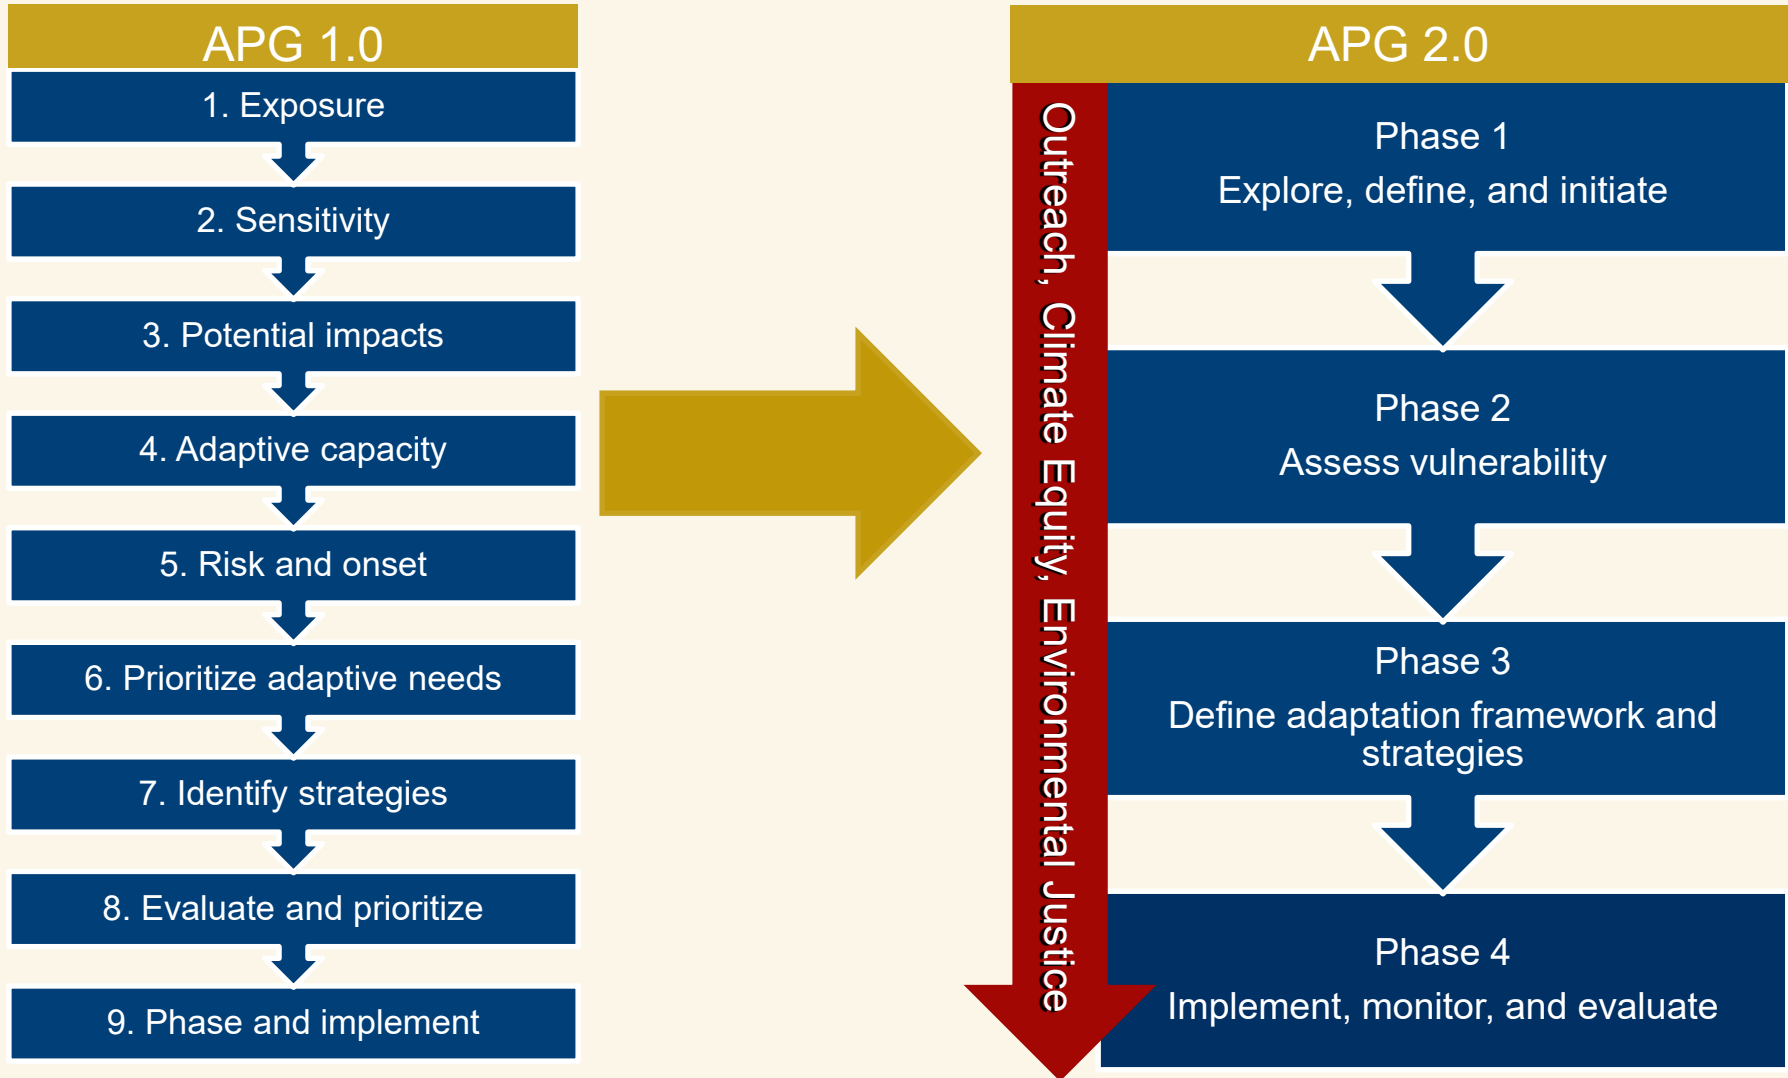 APG 1.0
1. Exposure
2. Sensitivity
3. Potential impacts
4. Adaptive capacity
5. Risk and onset
6. Prioritize adaptive needs
7. Identify strategies
8. Evaluate and prioritize
9. Phase and implement
APG 2.0
Outreach, Climate Equity, Environmental Justice
Phase 1
Explore, define, and initiate
Phase 2
Assess vulnerability
Phase 3
Define adaptation framework and
strategies
Phase 4
Implement, monitor, and evaluate